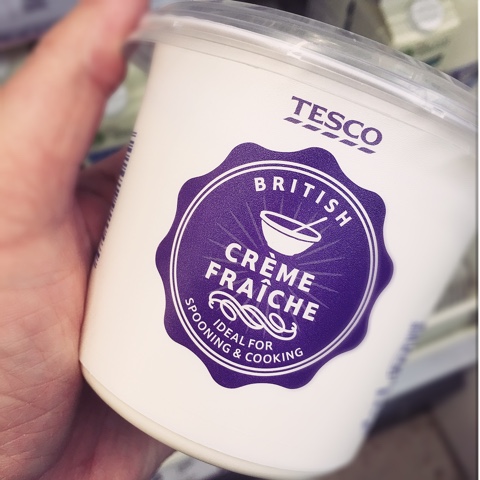 TESCO
BRITISH
CRÈME
FRAÎCHE
IDEAL FOR
SPOONING & COOKING